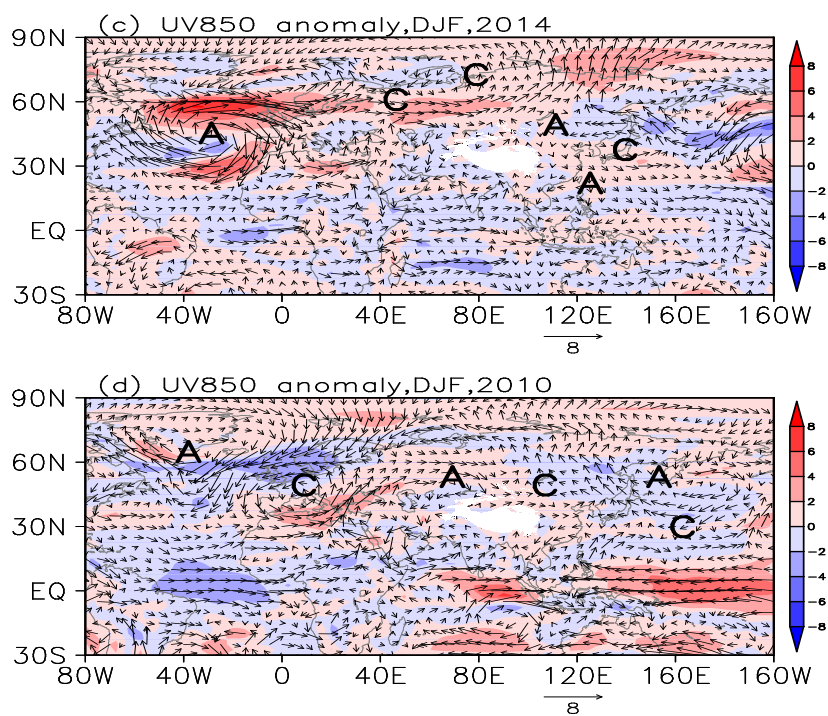 (c) UV850 anomaly,DJF,2014
90N
60N
30N
EQ
30S
80W 40W 0 40E 80E 120E 160E 160W
A C C A C A
8
6
4
2
0
−2
−4
−6
−8
8
(d) UV850 anomaly,DJF,2010
90N
60N
30N
EQ
30S
80W 40W 0 40E 80E 120E 160E 160W
A C A C A C
8
6
4
2
0
−2
−4
−6
−8
8